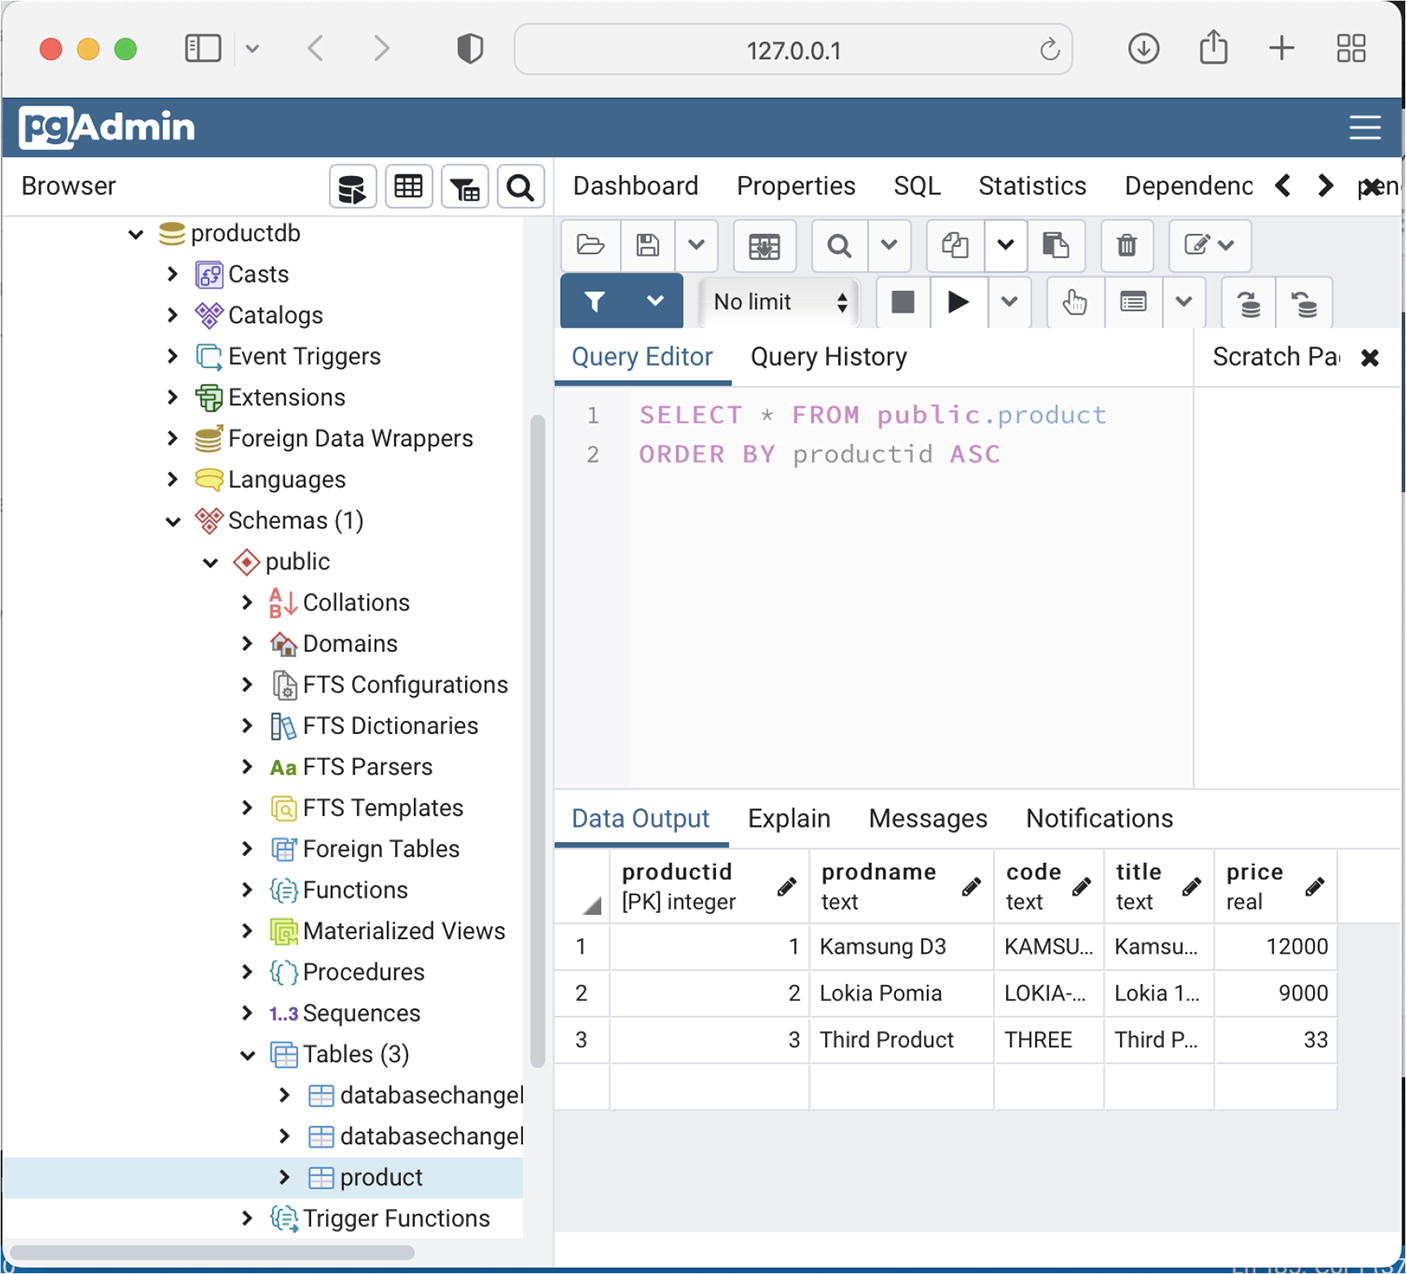 127.0.0.1
pgAdmin
Browser
Dashboard Properties SQL Statistics Dependenc
productdb
Casts
Catalogs
Event Triggers
Extensions
Foreign Data Wrappers
Languages
Schemas (1)
public
Collations
Domains
FTS Configurations
FTS Dictionaries
Aa FTS Parsers
FTS Templates
Foreign Tables
Functions
Materialized Views
Procedures
1..3 Sequences
Tables (3)
databasechangel
databasechangel
product
Trigger Functions
No limit
Query Editor Query History
Scratch Pa
1 SELECT * FROM public.product
2 ORDER BY productid ASC
Data Output Explain Messages Notifications
productid prodname code title price
[PK] integer text text text real
1 1 Kamsung D3 KAMSU... Kamsu... 12000
2 2 Lokia Pomia LOKIA-... Lokia 1... 9000
3 3 Third Product THREE Third P... 33